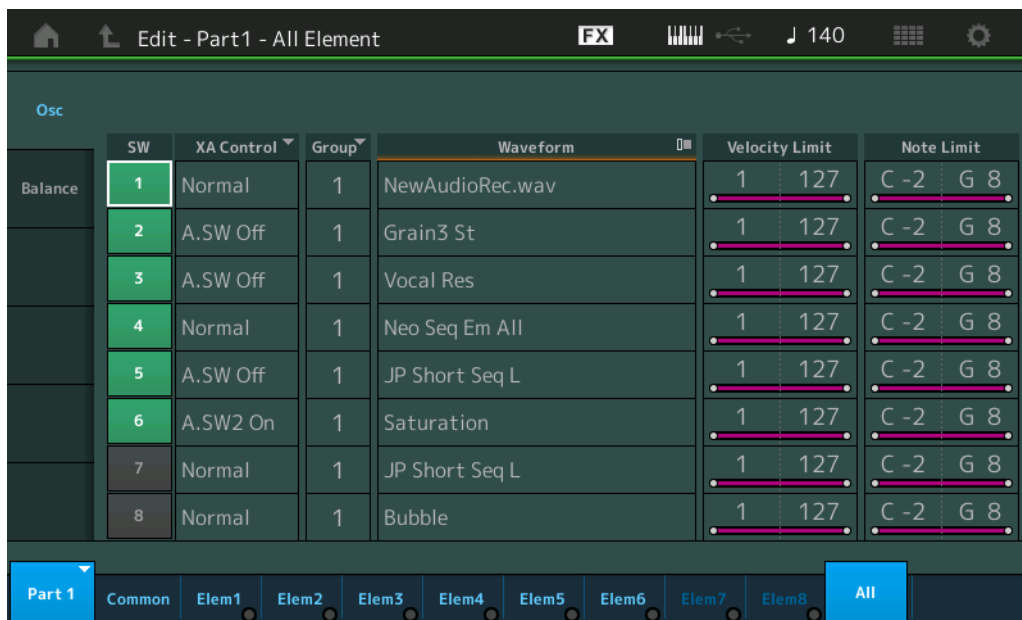 Edit - Part1 - All Element FX ♩ 140
Osc
SW XA Control Group Waveform Velocity Limit Note Limit
Balance
1 Normal 1 NewAudioRec.wav 1 127 C -2 G 8
2 A.SW Off 1 Grain3 St 1 127 C -2 G 8
3 A.SW Off 1 Vocal Res 1 127 C -2 G 8
4 Normal 1 Neo Seq Em All 1 127 C -2 G 8
5 A.SW Off 1 JP Short Seq L 1 127 C -2 G 8
6 A.SW2 On 1 Saturation 1 127 C -2 G 8
7 Normal 1 JP Short Seq L 1 127 C -2 G 8
8 Normal 1 Bubble 1 127 C -2 G 8
Part 1 Common Elem1 Elem2 Elem3 Elem4 Elem5 Elem6 Elem7 Elem8 All